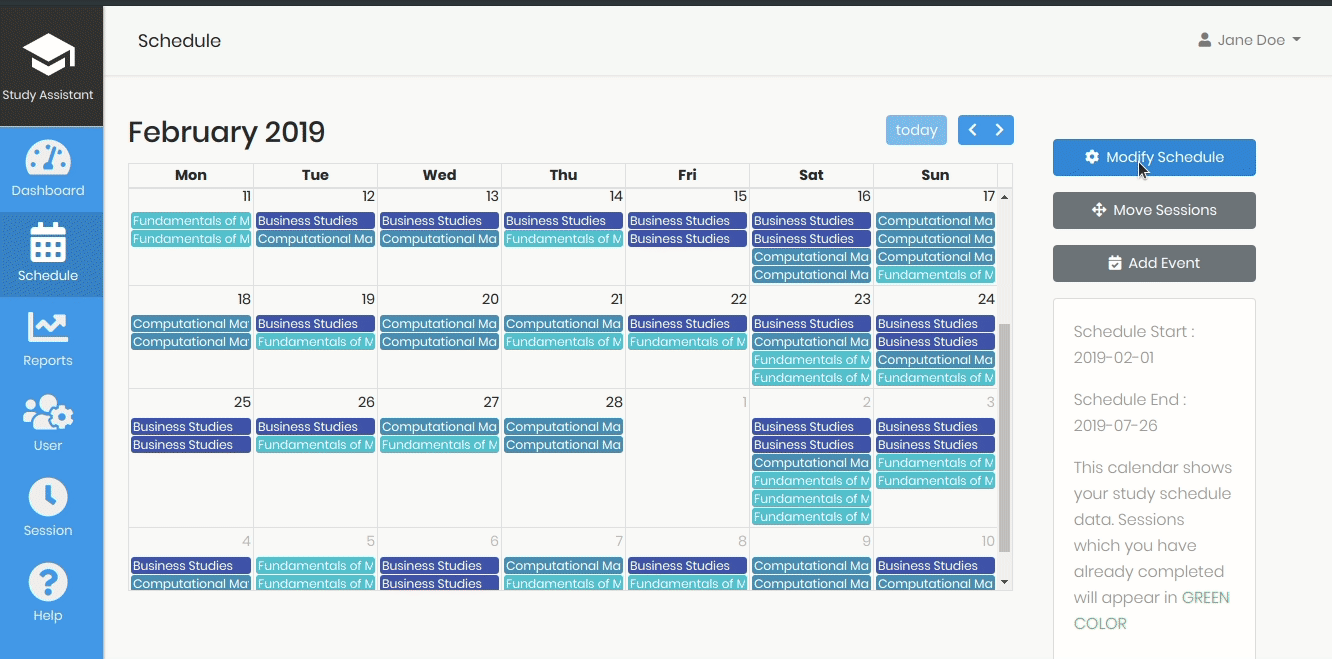 Study Assistant
Dashboard
Schedule
Reports
User
Session
Help
Schedule
Jane Doe
February 2019
today
Mon Tue Wed Thu Fri Sat Sun
11 12 13 14 15 16 17
Fundamentals of M Business Studies Business Studies Business Studies Business Studies Business Studies Computational Ma
Fundamentals of M Computational Ma Computational Ma Fundamentals of M Business Studies Business Studies Computational Ma
Computational Ma Computational Ma
Computational Ma Fundamentals of M
18 19 20 21 22 23 24
Computational Ma Business Studies Computational Ma Computational Ma Business Studies Business Studies Business Studies
Computational Ma Fundamentals of M Computational Ma Fundamentals of M Fundamentals of M Computational Ma Business Studies
Fundamentals of M Computational Ma
Fundamentals of M Fundamentals of M
25 26 27 28 1 2 3
Business Studies Business Studies Computational Ma Computational Ma Business Studies Business Studies
Business Studies Fundamentals of M Fundamentals of M Computational Ma Business Studies Business Studies
Computational Ma Fundamentals of M
Fundamentals of M Fundamentals of M
Fundamentals of M
Fundamentals of M
4 5 6 7 8 9 10
Business Studies Fundamentals of M Business Studies Computational Ma Business Studies Computational Ma Business Studies
Computational Ma Fundamentals of M Business Studies Fundamentals of M Fundamentals of M Computational Ma Computational Ma
Modify Schedule
Move Sessions
Add Event
Schedule Start :
2019-02-01
Schedule End :
2019-07-26
This calendar shows
your study schedule
data. Sessions
which you have
already completed
will appear in GREEN
COLOR